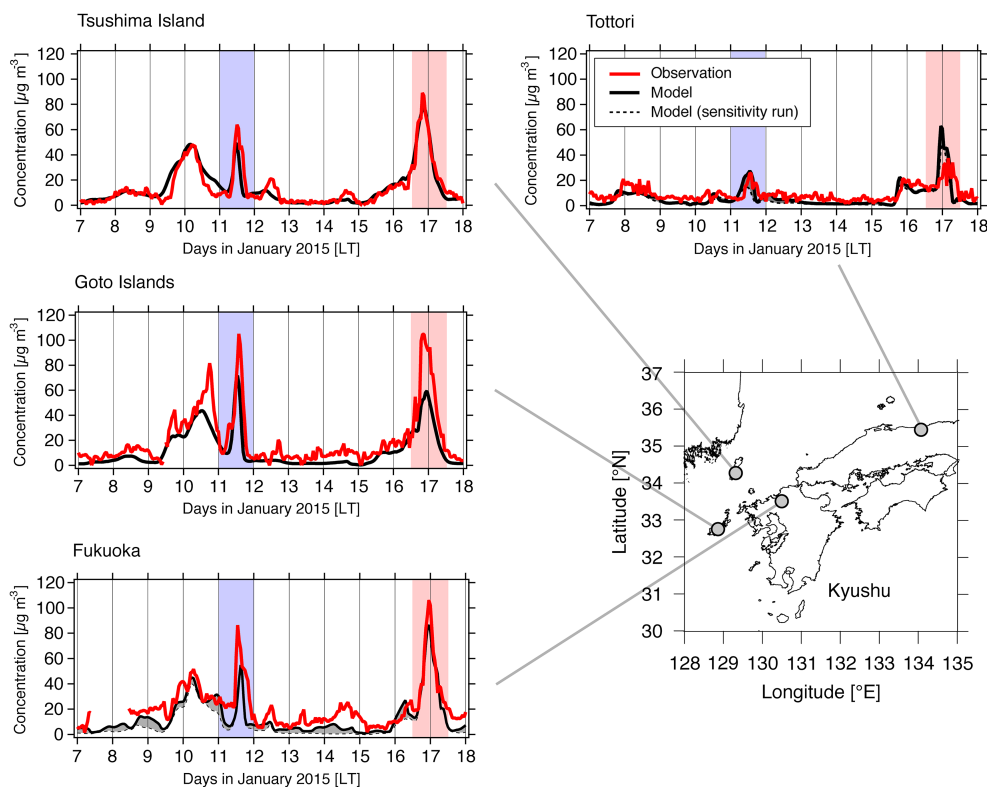 Tsushima Island
Concentration [µg m⁻³]
120
100
80
60
40
20
0
7 8 9 10 11 12 13 14 15 16 17 18
Days in January 2015 [LT]
Tottori
Concentration [µg m⁻³]
120
100
80
60
40
20
0
Observation
Model
Model (sensitivity run)
7 8 9 10 11 12 13 14 15 16 17 18
Days in January 2015 [LT]
Goto Islands
Concentration [µg m⁻³]
120
100
80
60
40
20
0
7 8 9 10 11 12 13 14 15 16 17 18
Days in January 2015 [LT]
Latitude [°N]
37
36
35
34
33
32
31
30
Kyushu
128 129 130 131 132 133 134 135
Longitude [°E]
Fukuoka
Concentration [µg m⁻³]
120
100
80
60
40
20
0
7 8 9 10 11 12 13 14 15 16 17 18
Days in January 2015 [LT]